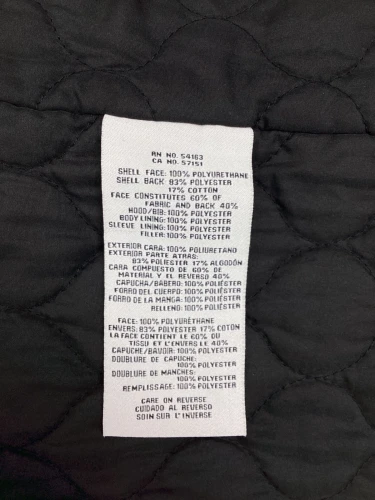 RN NO. 54163
CA NO. 57151
SHELL FACE: 100% POLYURETHANE
SHELL BACK: 83% POLYESTER
17% COTTON
FACE CONSTITUTES 60% OF
FABRIC AND BACK 40%
HOOD/BIB: 100% POLYESTER
BODY LINING: 100% POLYESTER
SLEEVE LINING: 100% POLYESTER
FILLER: 100% POLYESTER
EXTERIOR CARA: 100% POLIURETANO
EXTERIOR PARTE ATRAS:
83% POLIESTER 17% ALGODÓN
CARA COMPUESTO DE 60% DE
MATERIAL Y EL REVERSO 40%
CAPUCHA/BABERO: 100% POLIESTER
FORRO DEL CUERPO: 100% POLIESTER
FORRO DE LA MANGA: 100% POLIESTER
RELLENO: 100% POLIESTER
FACE: 100% POLYURÉTHANE
ENVERS: 83% POLYESTER 17% COTON
LA FACE CONTIENT LE 60% OU
TISSU ET L'ENVERS LE 40%
CAPUCHE/BAVOIR: 100% POLYESTER
DOUBLURE DE CAPUCHE:
100% POLYESTER
DOUBLURE DE MANCHES:
100% POLYESTER
REMPLISSAGE: 100% POLYESTER
CARE ON REVERSE
CUIDADO AL REVERSO
SOIN SUR L'INVERSE